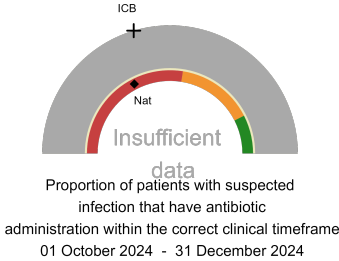 ICB
Nat
Insufficient
data
Proportion of patients with suspected
infection that have antibiotic
administration within the correct clinical timeframe
01 October 2024 - 31 December 2024